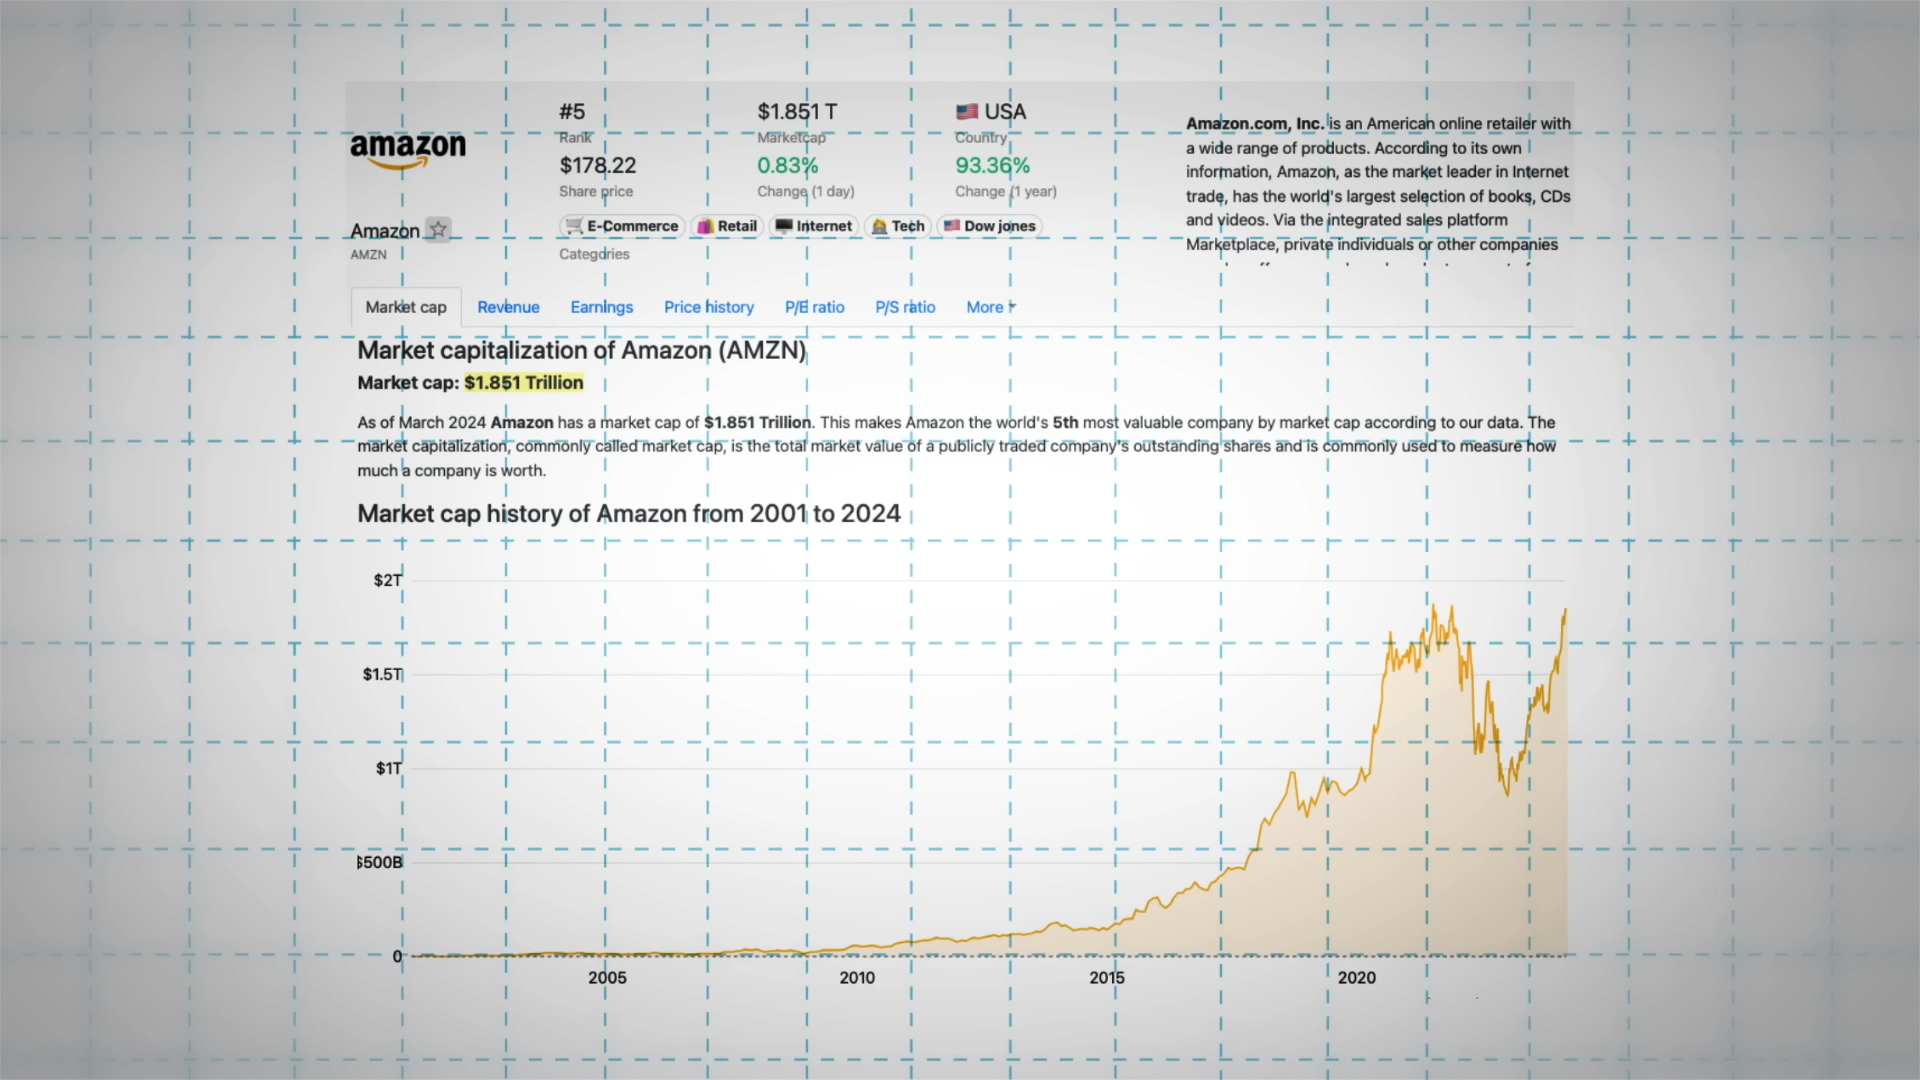 amazon
#5
Rank
$1.851 T
Marketcap
USA
Country
$178.22
Share price
0.83%
Change (1 day)
93.36%
Change (1 year)
Amazon
AMZN
E-Commerce
Retail
Internet
Tech
Dow jones
Categories
Amazon.com, Inc. is an American online retailer with
a wide range of products. According to its own
information, Amazon, as the market leader in Internet
trade, has the world's largest selection of books, CDs
and videos. Via the integrated sales platform
Marketplace, private individuals or other companies
Market cap
Revenue
Earnings
Price history
P/E ratio
P/S ratio
More
Market capitalization of Amazon (AMZN)
Market cap: $1.851 Trillion
As of March 2024 Amazon has a market cap of $1.851 Trillion. This makes Amazon the world's 5th most valuable company by market cap according to our data. The
market capitalization, commonly called market cap, is the total market value of a publicly traded company's outstanding shares and is commonly used to measure how
much a company is worth.
Market cap history of Amazon from 2001 to 2024
$2T
$1.5T
$1T
$500B
0
2005
2010
2015
2020